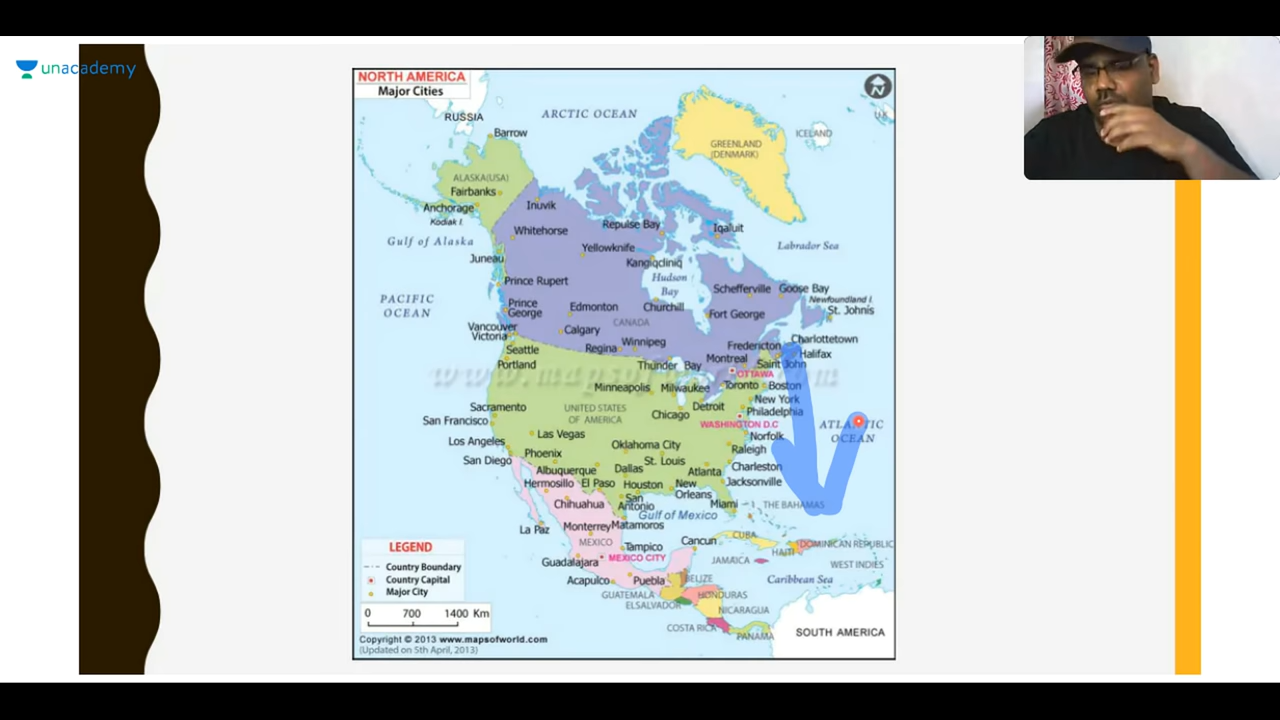 unacademy
NORTH AMERICA
Major Cities
RUSSIA
ARCTIC OCEAN
U.K
Barrow
ICELAND
GREENLAND
(DENMARK)
ALASKA(USA)
Fairbanks
Inuvik
Anchorage
Kodiak I.
Repulse Bay
Iqaluit
Whitehorse
Gulf of Alaska
Yellowknife
Labrador Sea
Juneau
Kangiqcliniq
Hudson
Bay
Prince Rupert
Schefferville
Goose Bay
PACIFIC
OCEAN
Newfoundland I.
Prince
George
Edmonton
Churchill
Fort George
St. Johnís
CANADA
Vancouver
Victoria
Calgary
Winnipeg
Regina
Fredericton
Charlottetown
Seattle
Portland
Thunder Bay
Montreal
Saint John
Halifax
OTTAWA
www.mapsofworld.com
Minneapolis
Milwaukee
Toronto
Boston
Sacramento
UNITED STATES
OF AMERICA
Chicago
Detroit
New York
Philadelphia
San Francisco
WASHINGTON D.C
ATLANTIC
OCEAN
Las Vegas
Norfolk
Los Angeles
Oklahoma City
Raleigh
Phoenix
San Diego
St. Louis
Albuquerque
Dallas
Atlanta
Charleston
Hermosillo
El Paso
Houston
New
Orleans
Jacksonville
San
Antonio
Chihuahua
Miami
THE BAHAMAS
Gulf of Mexico
La Paz
Monterrey
Matamoros
CUBA
MEXICO
Tampico
Cancun
HAITI
DOMINICAN REPUBLIC
LEGEND
Guadalajara
MEXICO CITY
JAMAICA
WEST INDIES
Country Boundary
Country Capital
Major City
Acapulco
Puebla
BELIZE
Caribbean Sea
GUATEMALA
HONDURAS
ELSALVADOR
NICARAGUA
0 700 1400 Km
COSTA RICA
PANAMA
SOUTH AMERICA
Copyright © 2013 www.mapsofworld.com
(Updated on 5th April, 2013)